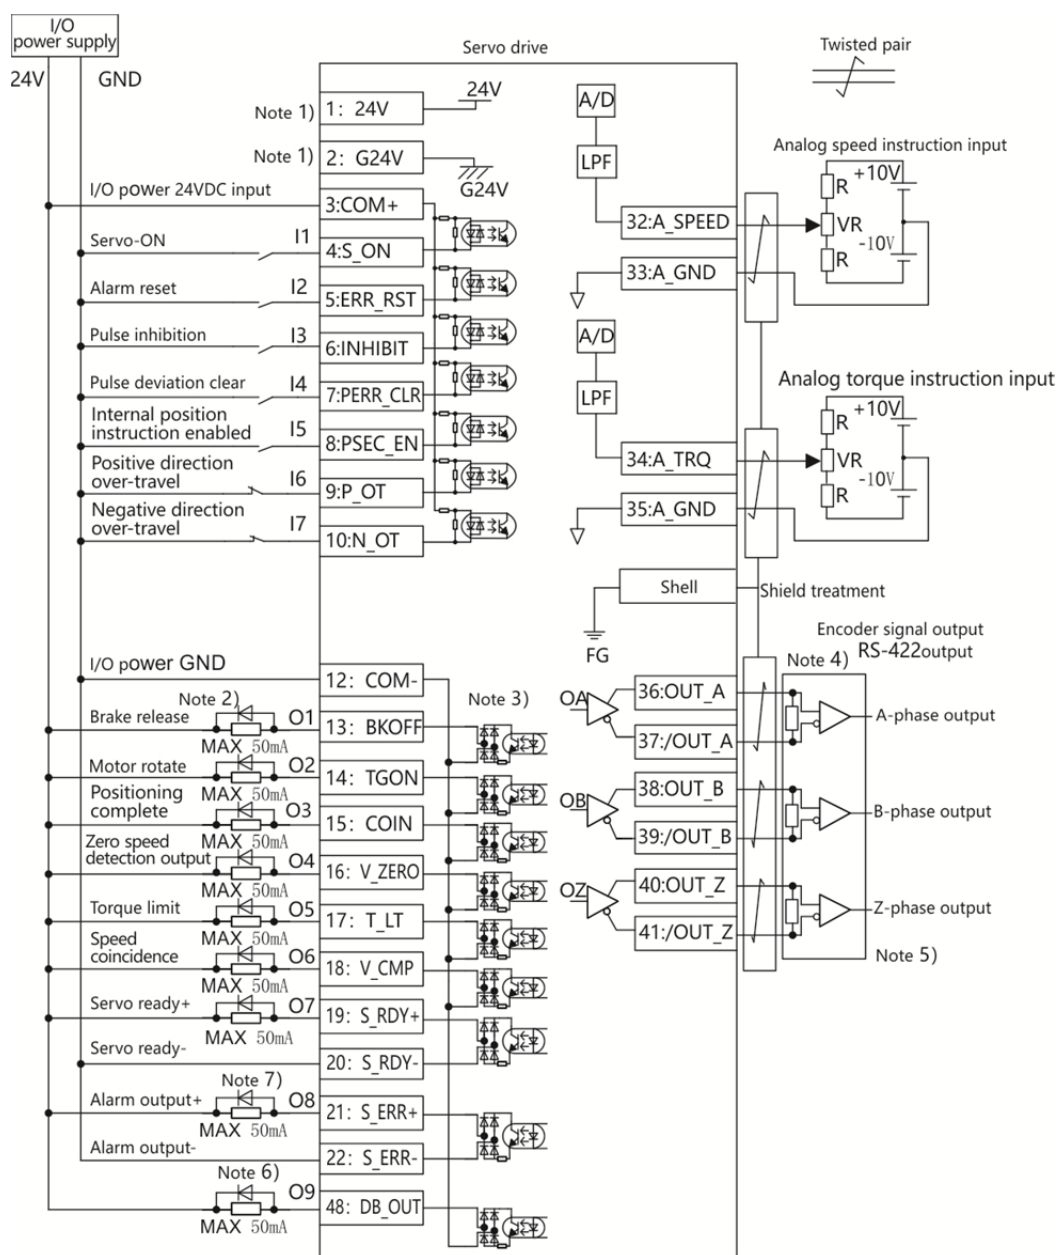 I/O
power supply
24V
GND
Servo drive
Twisted pair
Note 1)
1: 24V
24V
Note 1)
2: G24V
G24V
I/O power 24VDC input
3:COM+
Servo-ON
I1
4:S_ON
Alarm reset
I2
5:ERR_RST
Pulse inhibition
I3
6:INHIBIT
Pulse deviation clear
I4
7:PERR_CLR
Internal position
instruction enabled
I5
8:PSEC_EN
Positive direction
over-travel
I6
9:P_OT
Negative direction
over-travel
I7
10:N_OT
A/D
LPF
32:A_SPEED
33:A_GND
Analog speed instruction input
R
+10V
VR
-10V
R
A/D
LPF
34:A_TRQ
35:A_GND
Analog torque instruction input
R
+10V
VR
-10V
R
Shell
Shield treatment
FG
I/O power GND
12: COM-
Note 2)
Note 3)
Brake release
O1
13: BKOFF
MAX 50mA
Motor rotate
O2
14: TGON
MAX 50mA
Positioning
complete
O3
15: COIN
MAX 50mA
Zero speed
detection output
O4
16: V_ZERO
MAX 50mA
Torque limit
O5
17: T_LT
MAX 50mA
Speed
coincidence
O6
18: V_CMP
MAX 50mA
Servo ready+
O7
19: S_RDY+
MAX 50mA
Servo ready-
20: S_RDY-
Note 7)
Alarm output+
O8
21: S_ERR+
MAX 50mA
Alarm output-
22: S_ERR-
Note 6)
O9
48: DB_OUT
MAX 50mA
Encoder signal output
RS-422output
Note 4)
OA
36:OUT_A
37:/OUT_A
A-phase output
OB
38:OUT_B
39:/OUT_B
B-phase output
OZ
40:OUT_Z
41:/OUT_Z
Z-phase output
Note 5)